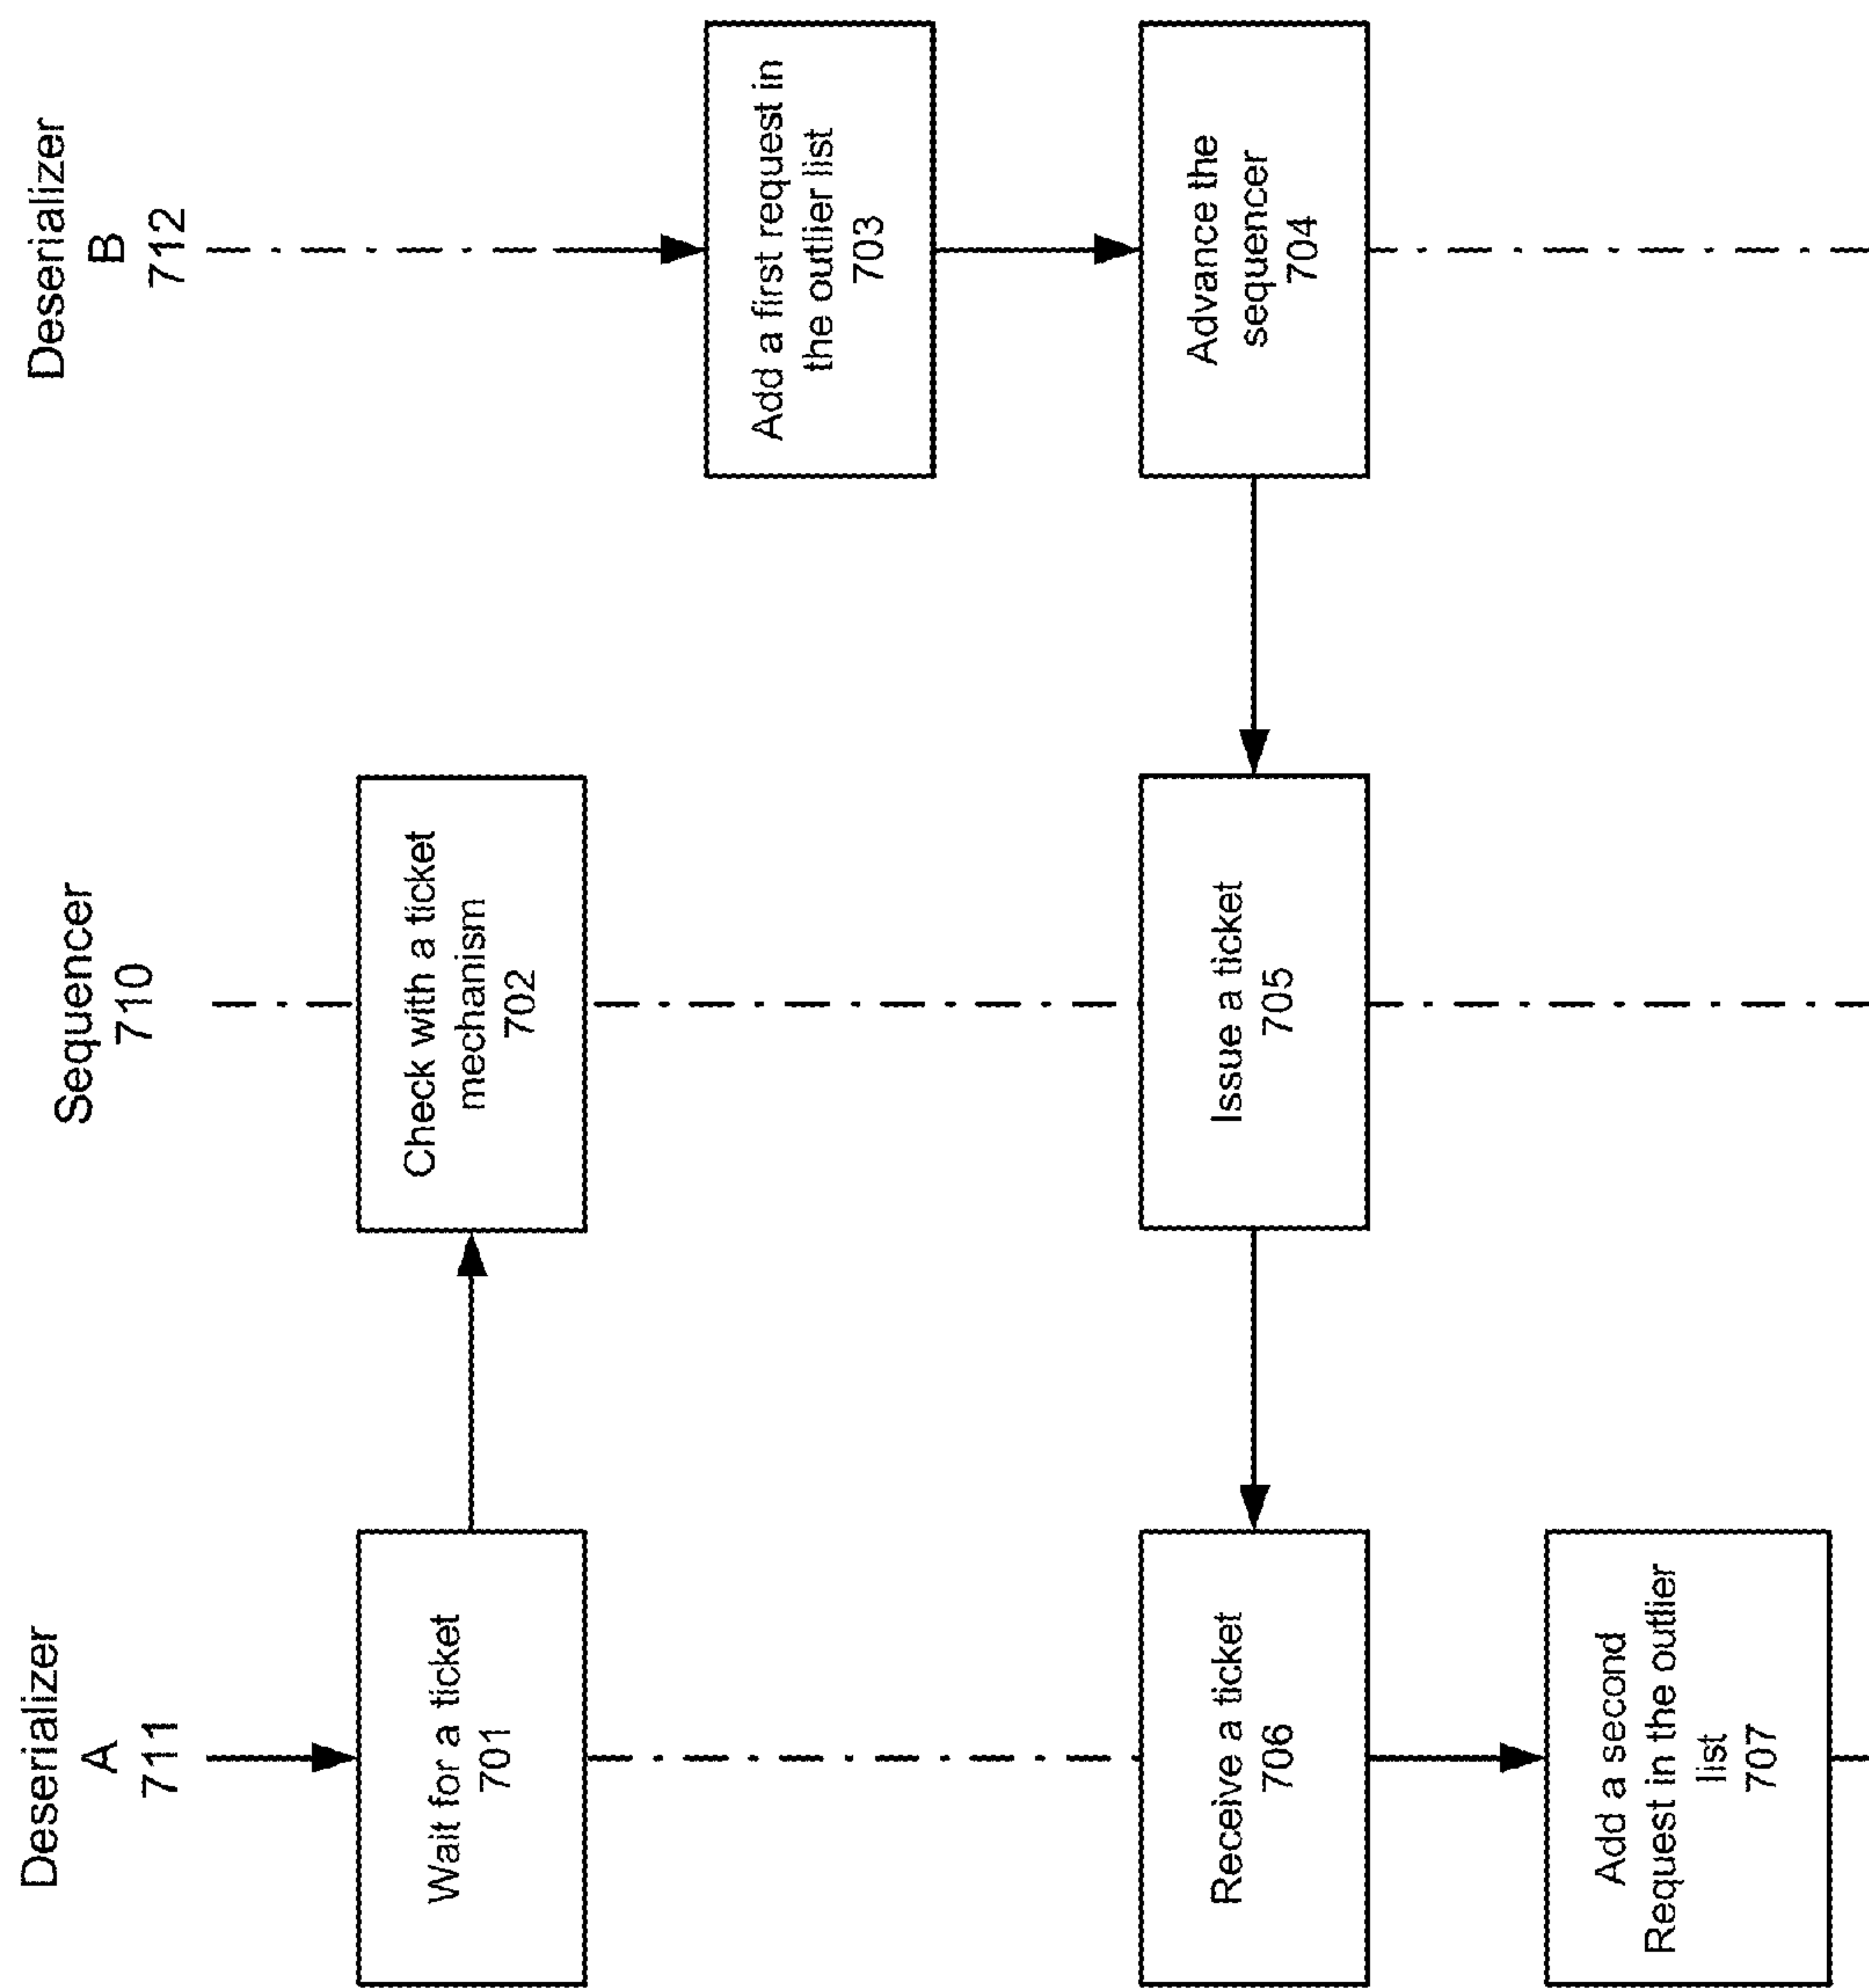 Deserializer
A
711
Sequencer
710
Deserializer
B
712
Wait for a ticket
701
Check with a ticket
mechanism
702
Add a first request in
the outlier list
703
Advance the
sequencer
704
Issue a ticket
705
Receive a ticket
706
Add a second
Request in the outlier
list
707